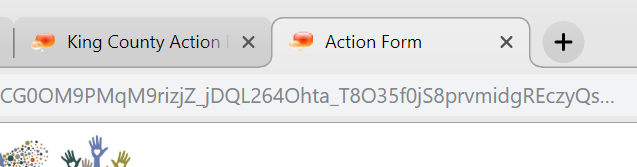 King County Action
Action Form
CG0OM9PMqM9rizjZ_jDQL264Ohta_T8O35f0jS8prvmidgREczyQs...